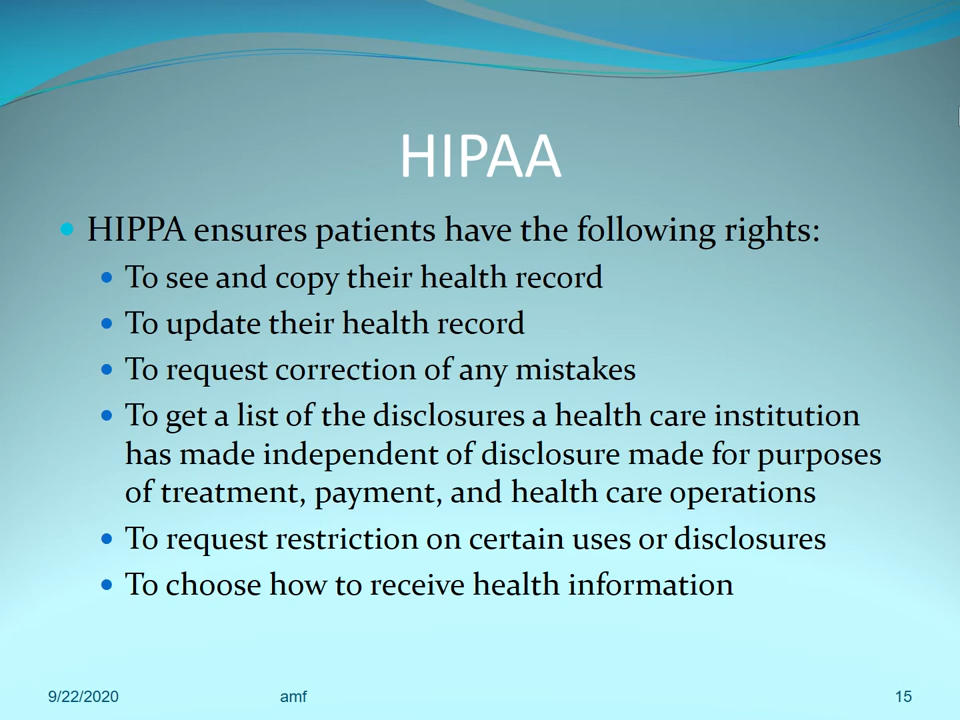 HIPAA
HIPPA ensures patients have the following rights:
To see and copy their health record
To update their health record
To request correction of any mistakes
To get a list of the disclosures a health care institution
has made independent of disclosure made for purposes
of treatment, payment, and health care operations
To request restriction on certain uses or disclosures
To choose how to receive health information
9/22/2020 amf 15